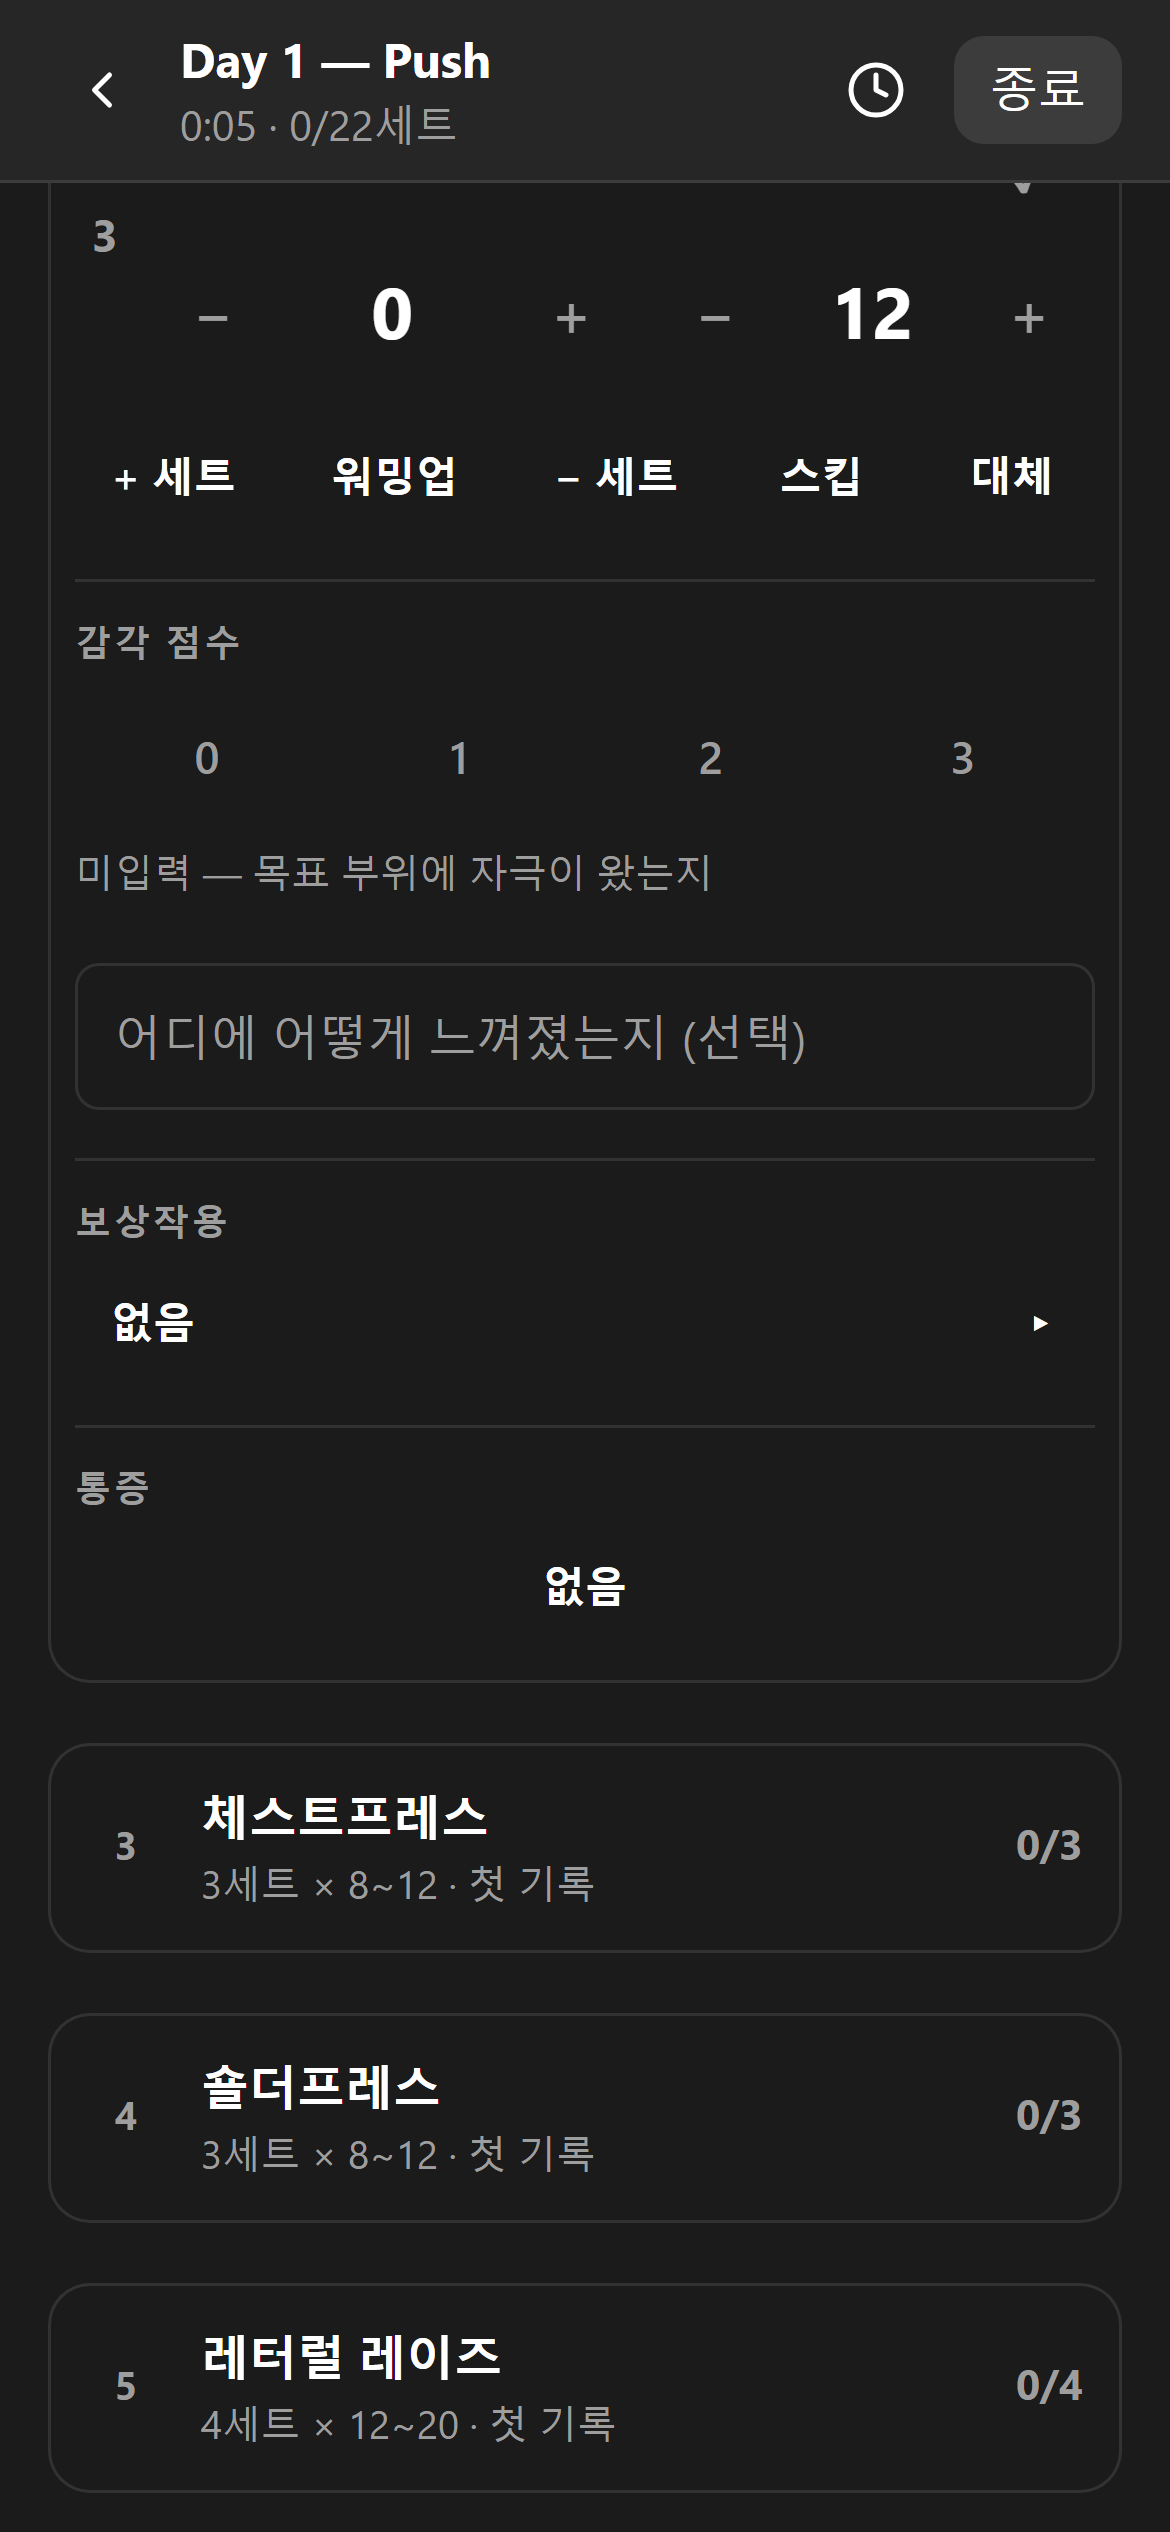 Day 1 — Push
0:05 · 0/22세트
종료
3
− 0 + − 12 +
+ 세트 워밍업 − 세트 스킵 대체
감각 점수
0 1 2 3
미입력 — 목표 부위에 자극이 왔는지
어디에 어떻게 느껴졌는지 (선택)
보상작용
없음
통증
없음
3
체스트프레스
3세트 × 8~12 · 첫 기록
0/3
4
숄더프레스
3세트 × 8~12 · 첫 기록
0/3
5
레터럴 레이즈
4세트 × 12~20 · 첫 기록
0/4